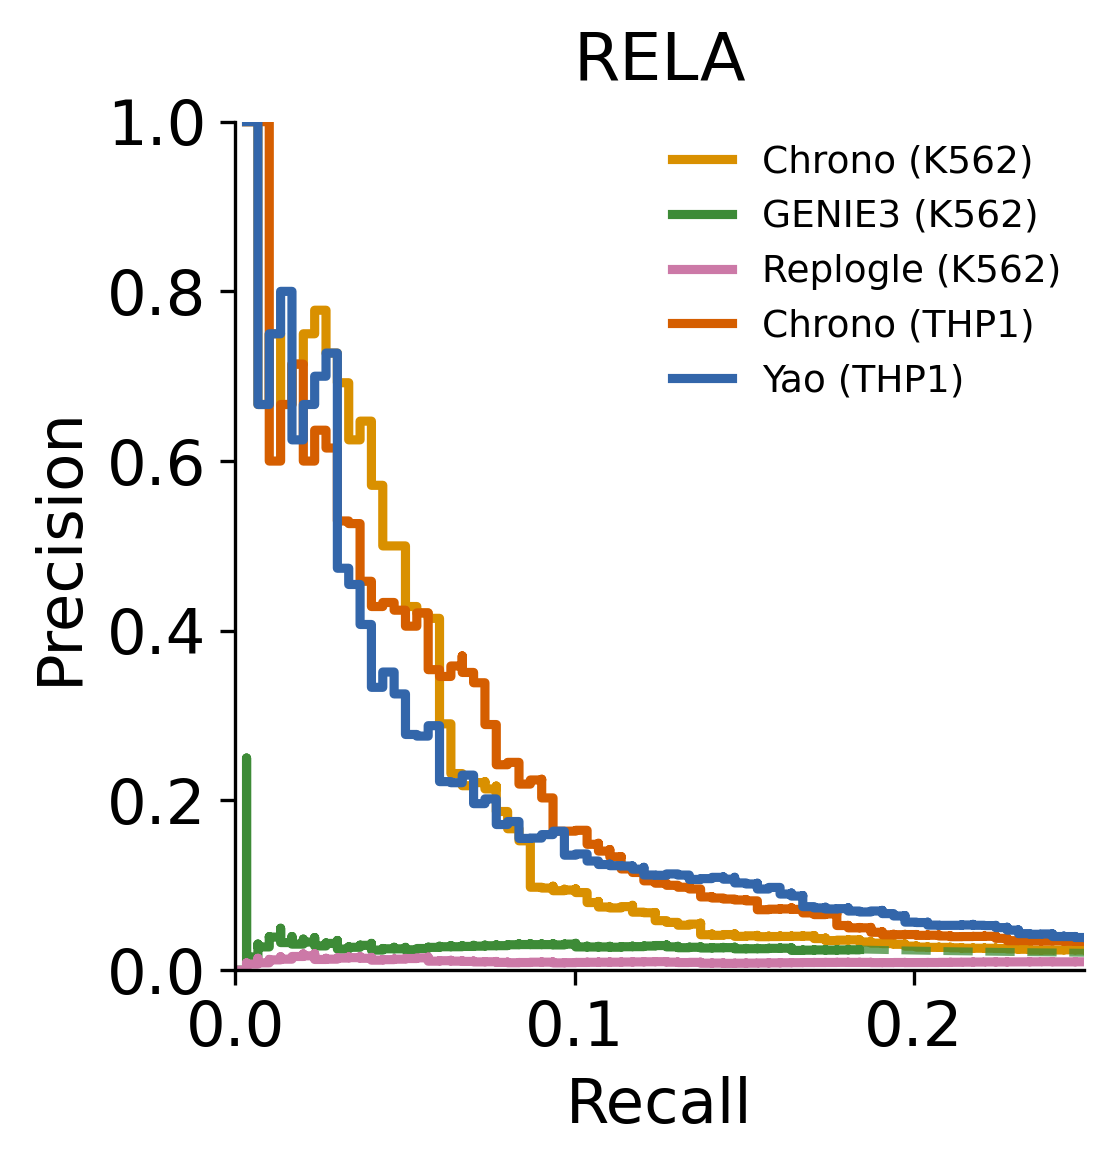 RELA
Precision
1.0
0.8
0.6
0.4
0.2
0.0
Chrono (K562)
GENIE3 (K562)
Replogle (K562)
Chrono (THP1)
Yao (THP1)
0.0 0.1 0.2
Recall